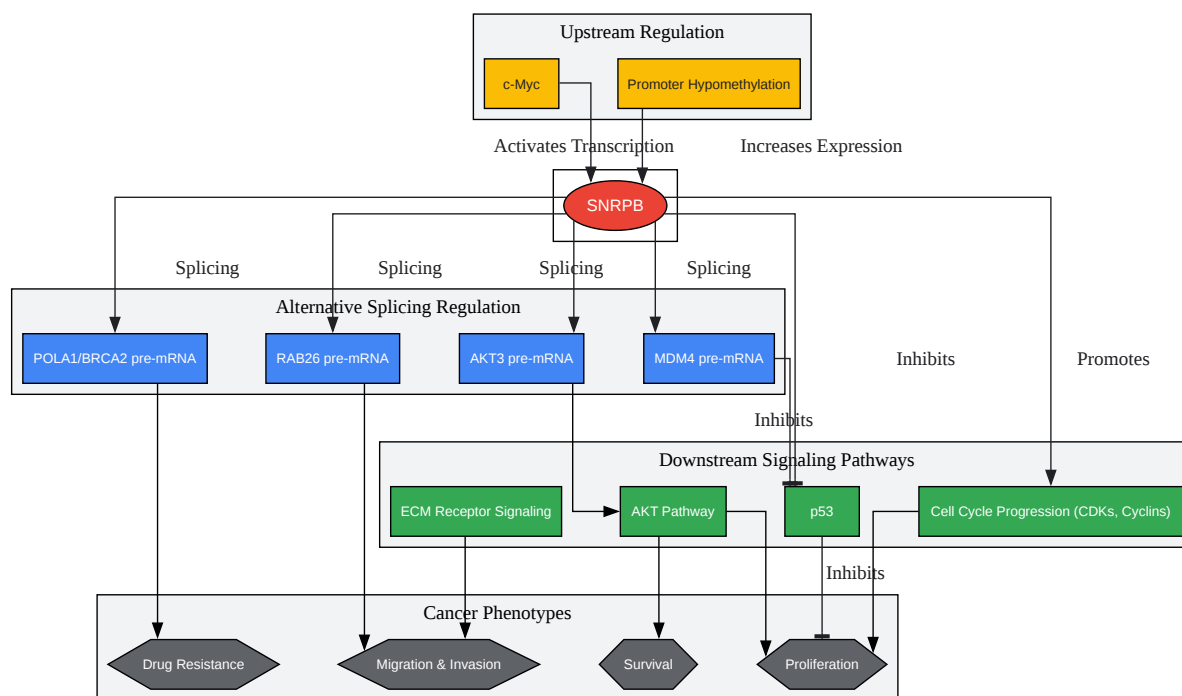 Upstream Regulation
c-Myc
Promoter Hypomethylation
Activates Transcription
Increases Expression
SNRPB
Splicing
Splicing
Splicing
Splicing
Alternative Splicing Regulation
POLA1/BRCA2 pre-mRNA
RAB26 pre-mRNA
AKT3 pre-mRNA
MDM4 pre-mRNA
Inhibits
Promotes
Inhibits
Downstream Signaling Pathways
ECM Receptor Signaling
AKT Pathway
p53
Cell Cycle Progression (CDKs, Cyclins)
Inhibits
Cancer Phenotypes
Drug Resistance
Migration & Invasion
Survival
Proliferation